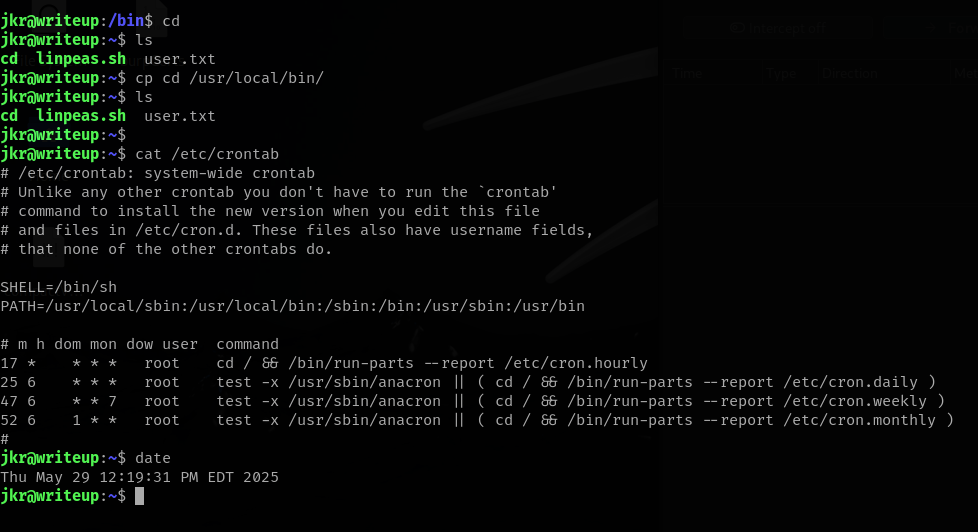 jkr@writeup:/bin$ cd
jkr@writeup:~$ ls
cd  linpeas.sh  user.txt
jkr@writeup:~$ cp cd /usr/local/bin/
jkr@writeup:~$ ls
cd  linpeas.sh  user.txt
jkr@writeup:~$
jkr@writeup:~$ cat /etc/crontab
# /etc/crontab: system-wide crontab
# Unlike any other crontab you don't have to run the `crontab'
# command to install the new version when you edit this file
# and files in /etc/cron.d. These files also have username fields,
# that none of the other crontabs do.

SHELL=/bin/sh
PATH=/usr/local/sbin:/usr/local/bin:/sbin:/bin:/usr/sbin:/usr/bin

# m h dom mon dow user  command
17 *    * * *   root    cd / && /bin/run-parts --report /etc/cron.hourly
25 6    * * *   root    test -x /usr/sbin/anacron || ( cd / && /bin/run-parts --report /etc/cron.daily )
47 6    * * 7   root    test -x /usr/sbin/anacron || ( cd / && /bin/run-parts --report /etc/cron.weekly )
52 6    1 * *   root    test -x /usr/sbin/anacron || ( cd / && /bin/run-parts --report /etc/cron.monthly )
#
jkr@writeup:~$ date
Thu May 29 12:19:31 PM EDT 2025
jkr@writeup:~$
Intercept off
Time Type Direction